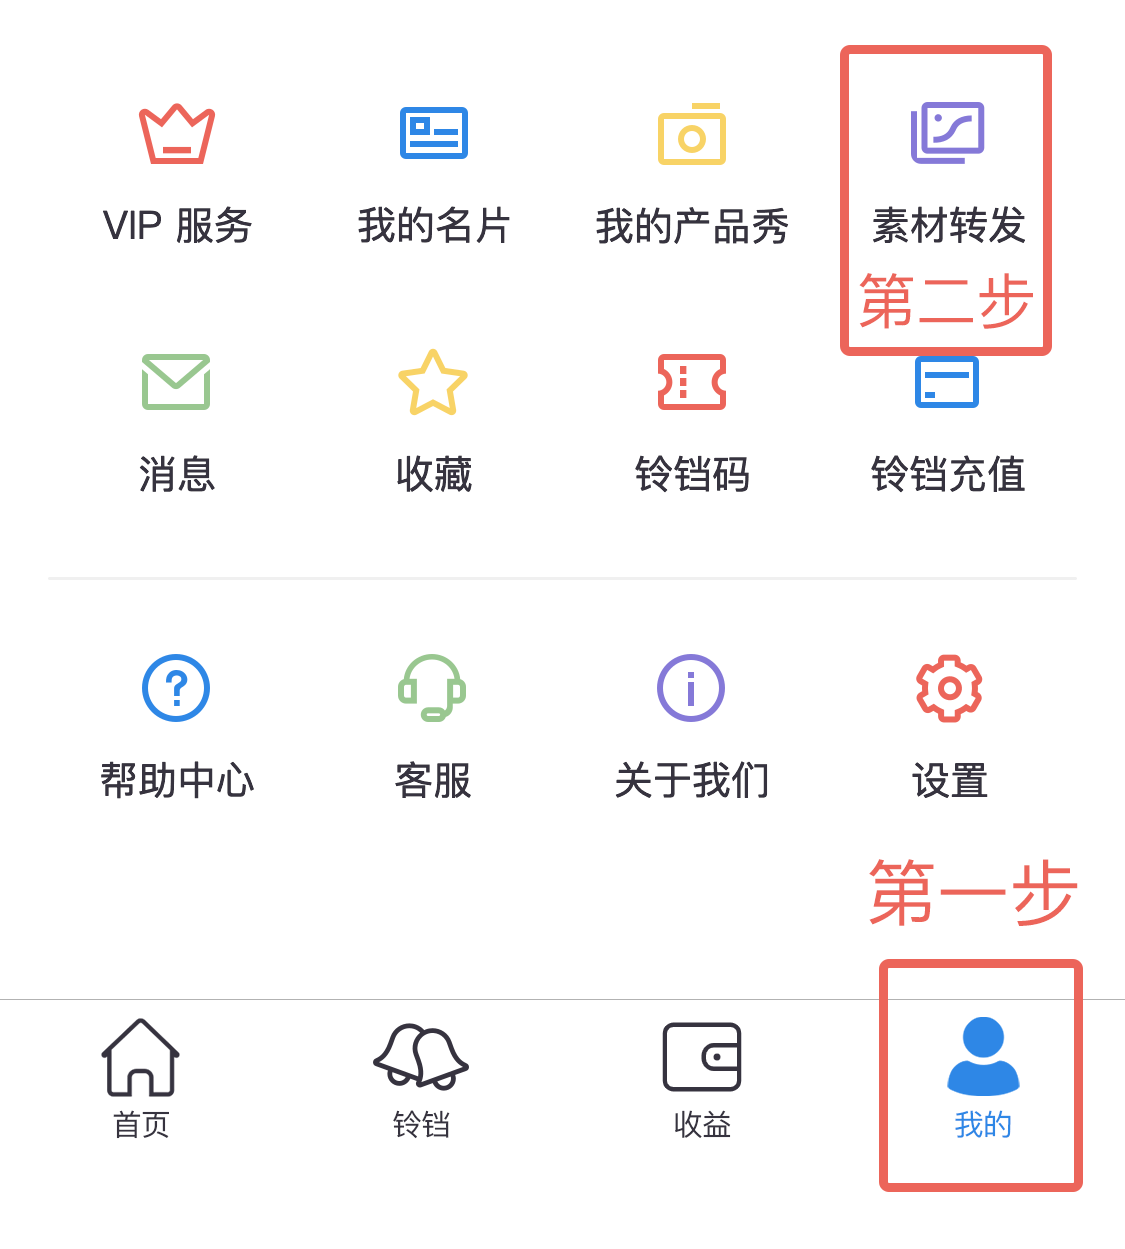 VIP 服务 我的名片 我的产品秀 素材转发
第二步
消息 收藏 铃铛码 铃铛充值
帮助中心 客服 关于我们 设置
第一步
首页 铃铛 收益 我的